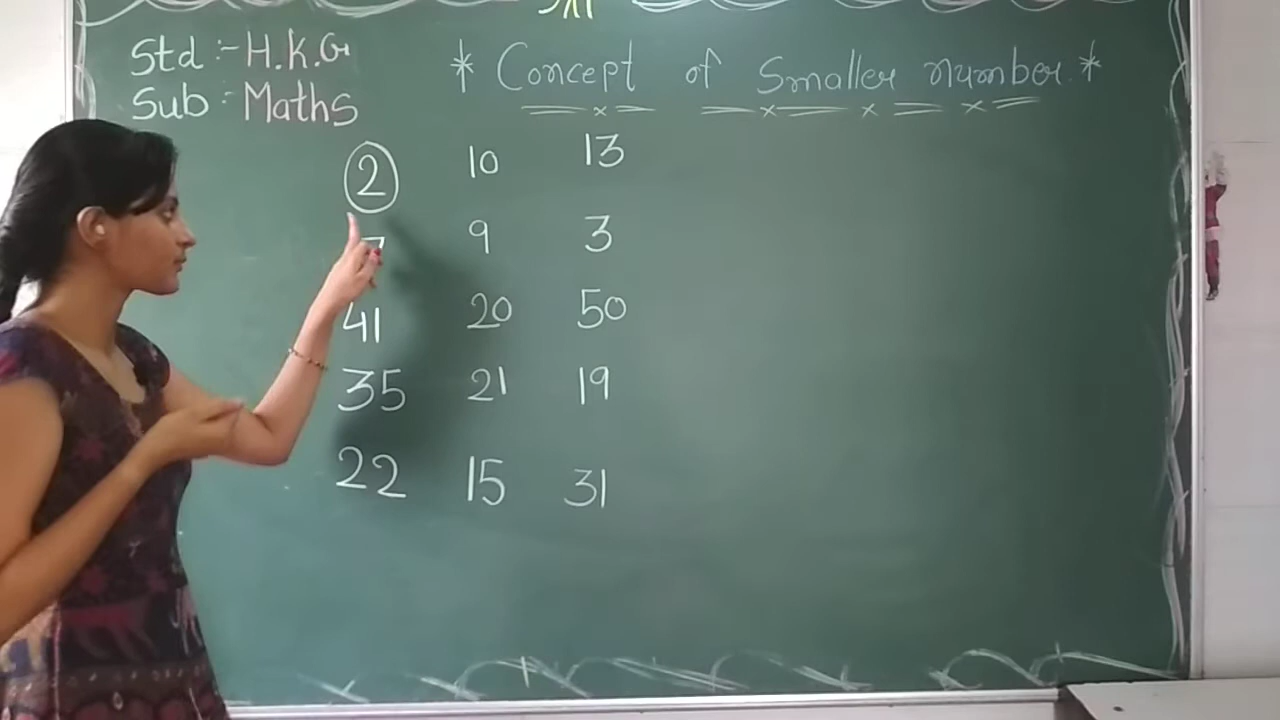 Std :- H.K.G
* Concept of Smaller number. *
Sub :- Maths
2 10 13
9 3
41 20 50
35 21 19
22 15 31